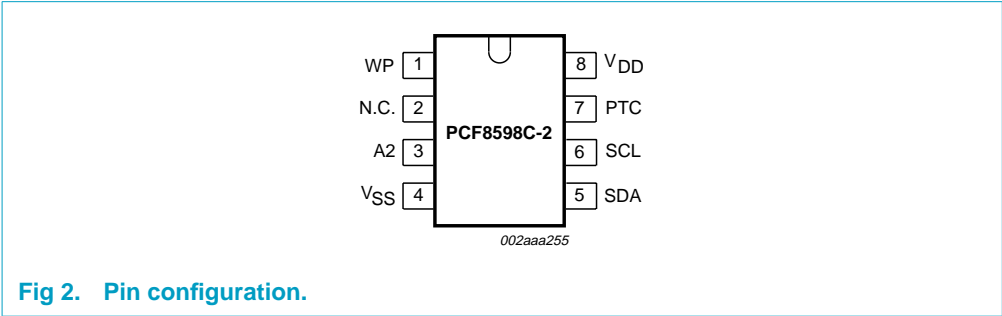 WP 1 8 VDD
N.C. 2 7 PTC
PCF8598C-2
A2 3 6 SCL
VSS 4 5 SDA
002aaa255
Fig 2. Pin configuration.